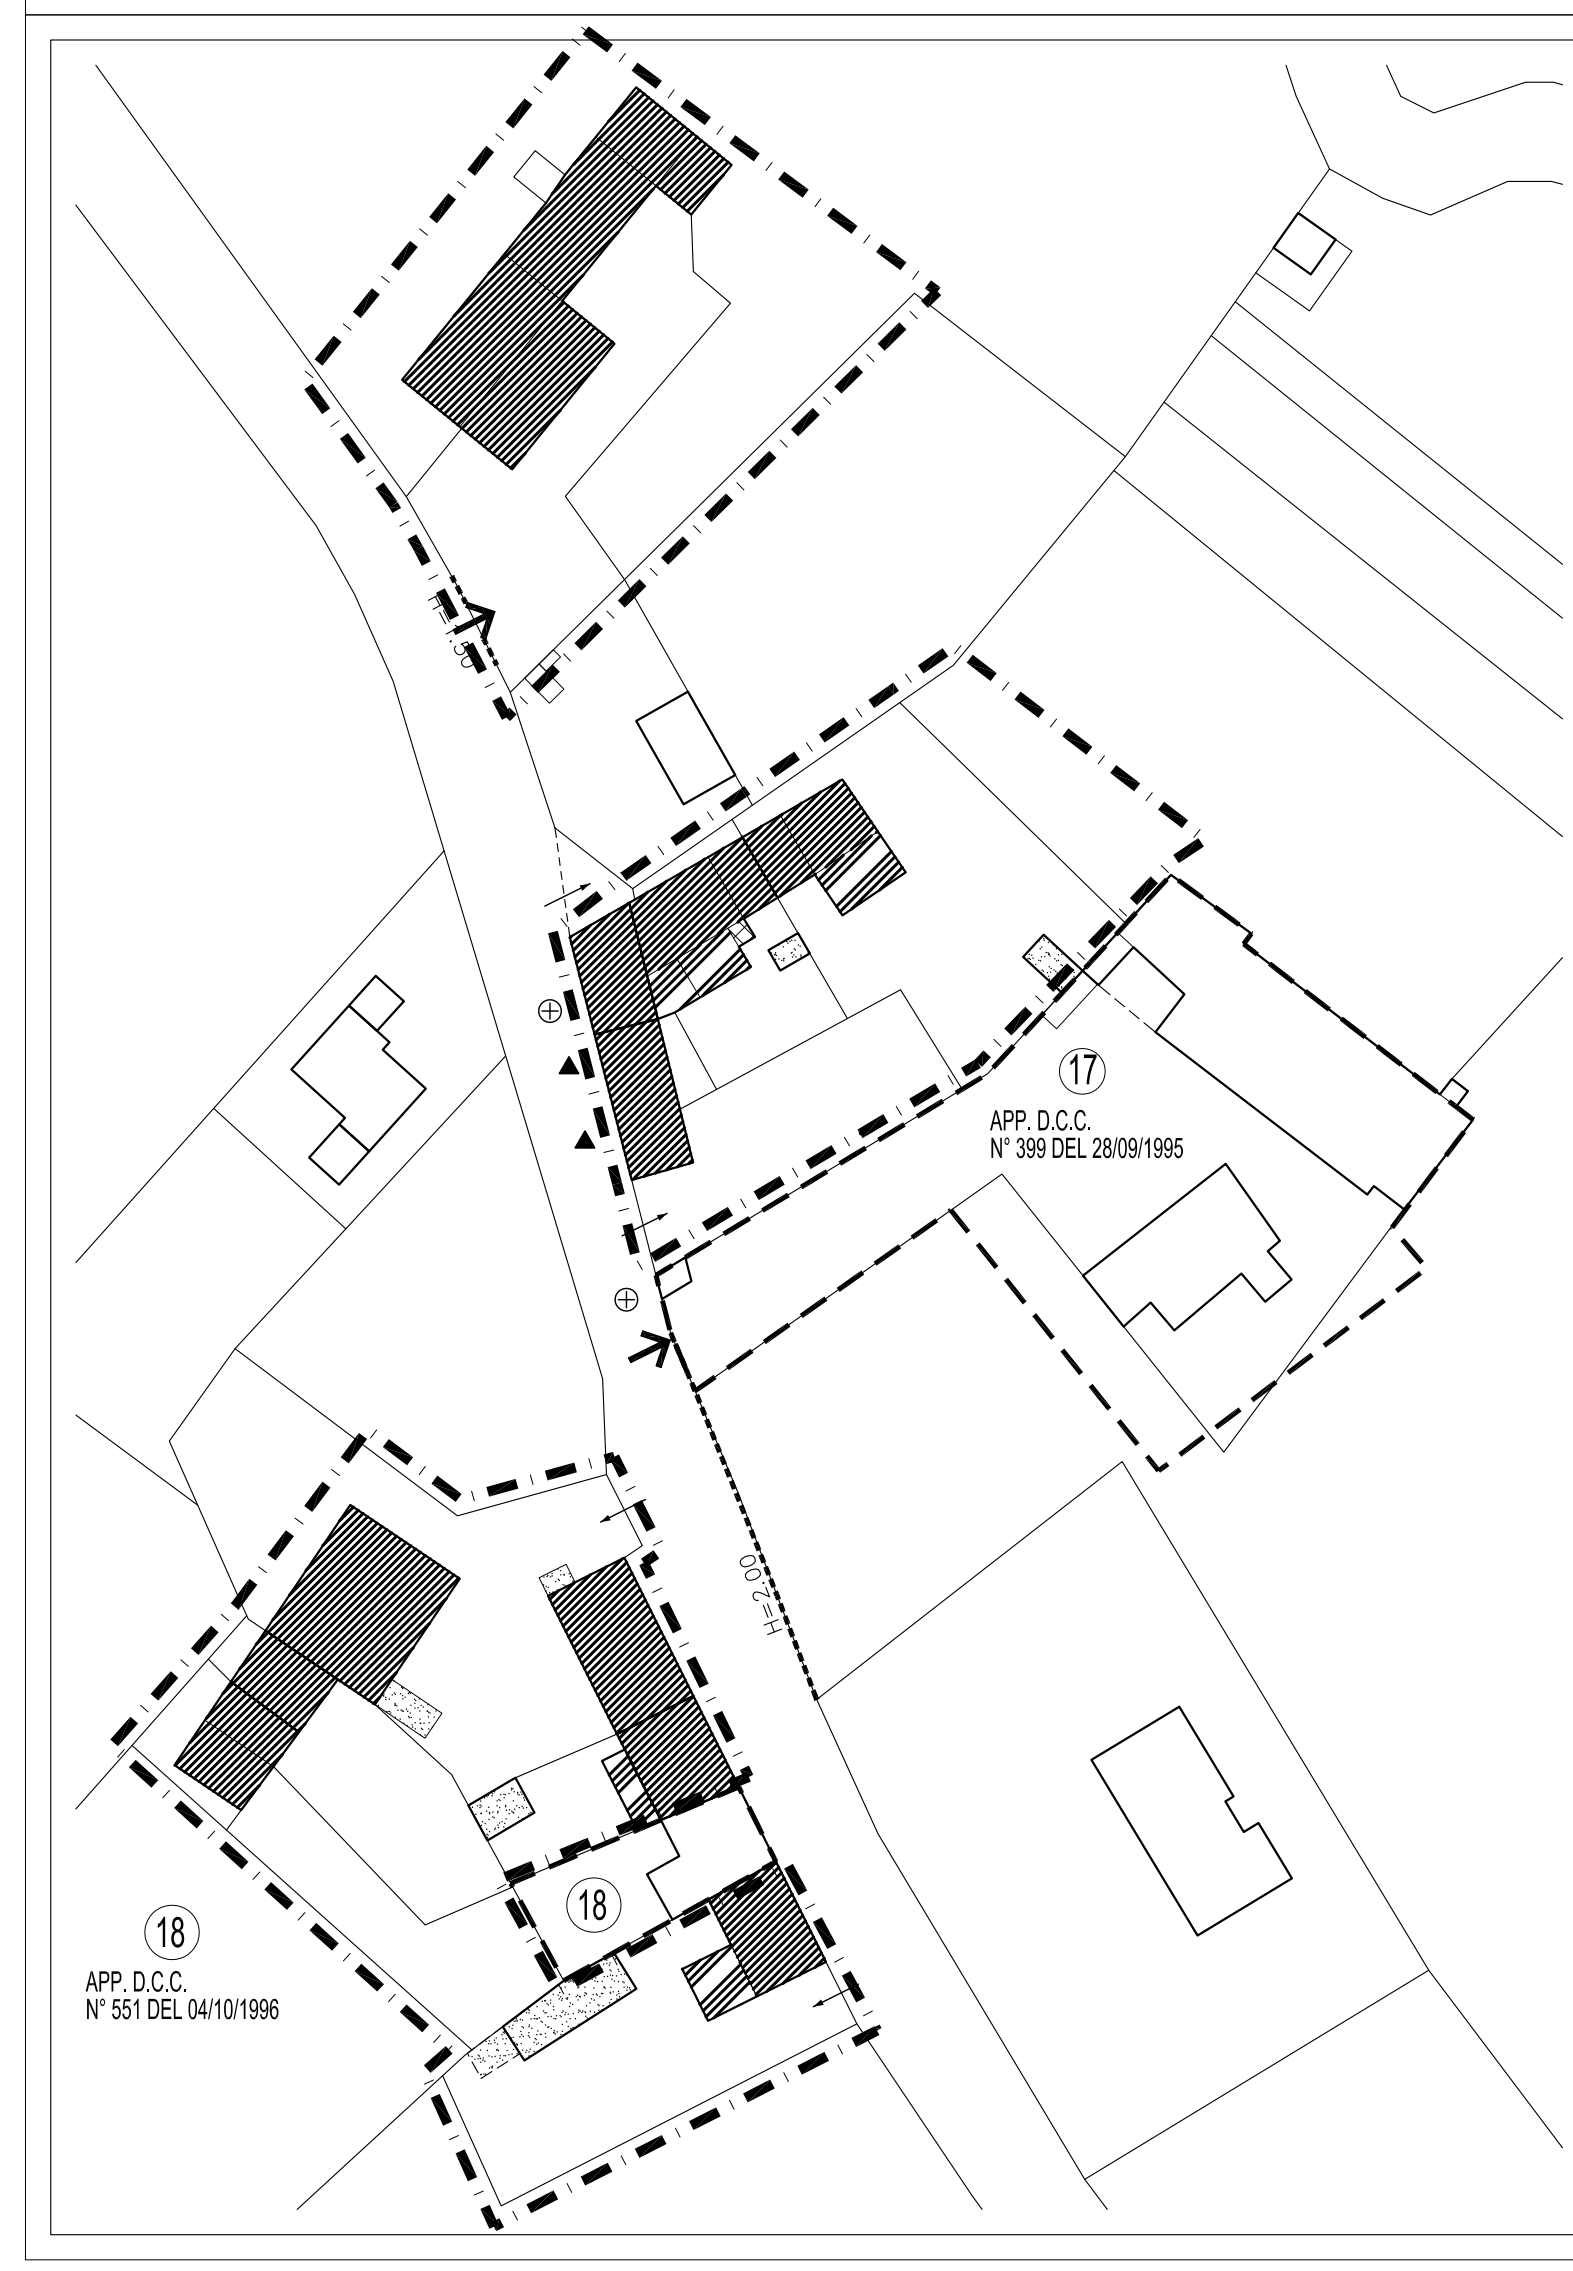 17
APP. D.C.C.
N° 399 DEL 28/09/1995
H=2.00
18
18
APP. D.C.C.
N° 551 DEL 04/10/1996